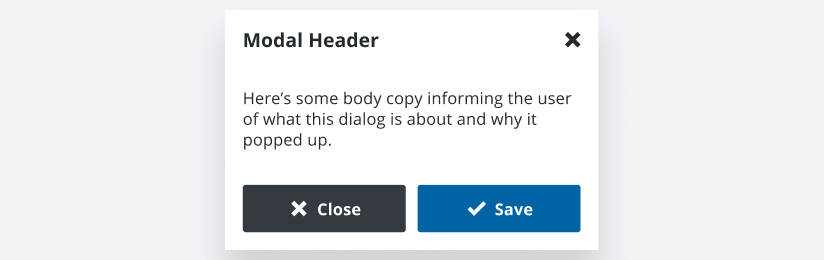 Modal Header
Here’s some body copy informing the user
of what this dialog is about and why it
popped up.
Close
Save